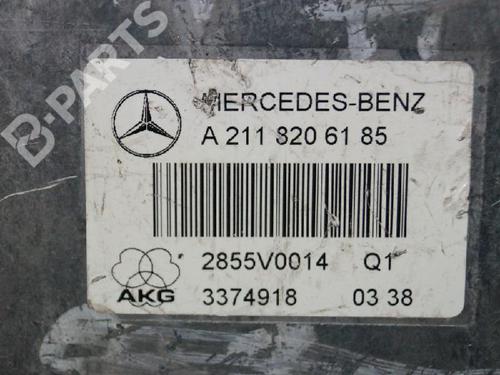 B-PARTS
MERCEDES-BENZ
A 211 820 61 85
2855V0014 Q1
AKG 3374918 03 38